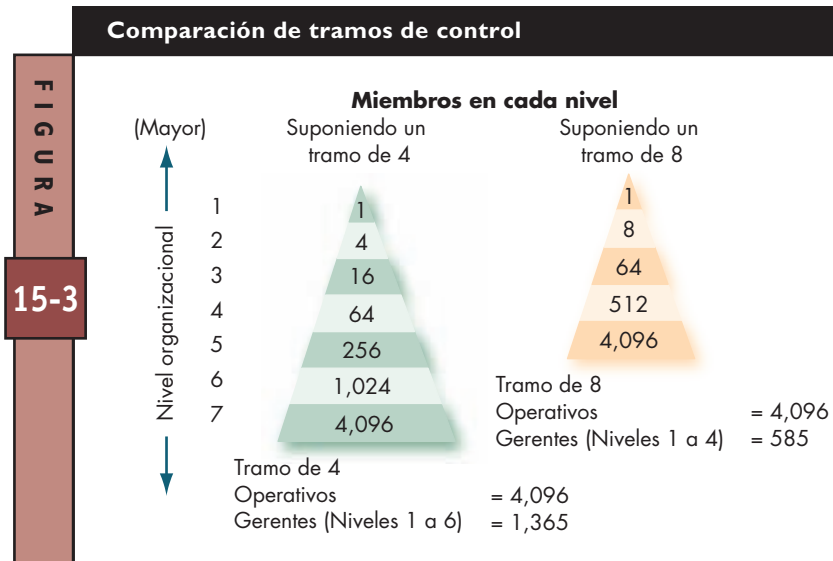 Comparación de tramos de control
FIGURA
15-3
Miembros en cada nivel
(Mayor)
Suponiendo un
tramo de 4
Suponiendo un
tramo de 8
Nivel organizacional
1
2
3
4
5
6
7
1
4
16
64
256
1,024
4,096
1
8
64
512
4,096
Tramo de 8
Operativos = 4,096
Gerentes (Niveles 1 a 4) = 585
Tramo de 4
Operativos = 4,096
Gerentes (Niveles 1 a 6) = 1,365